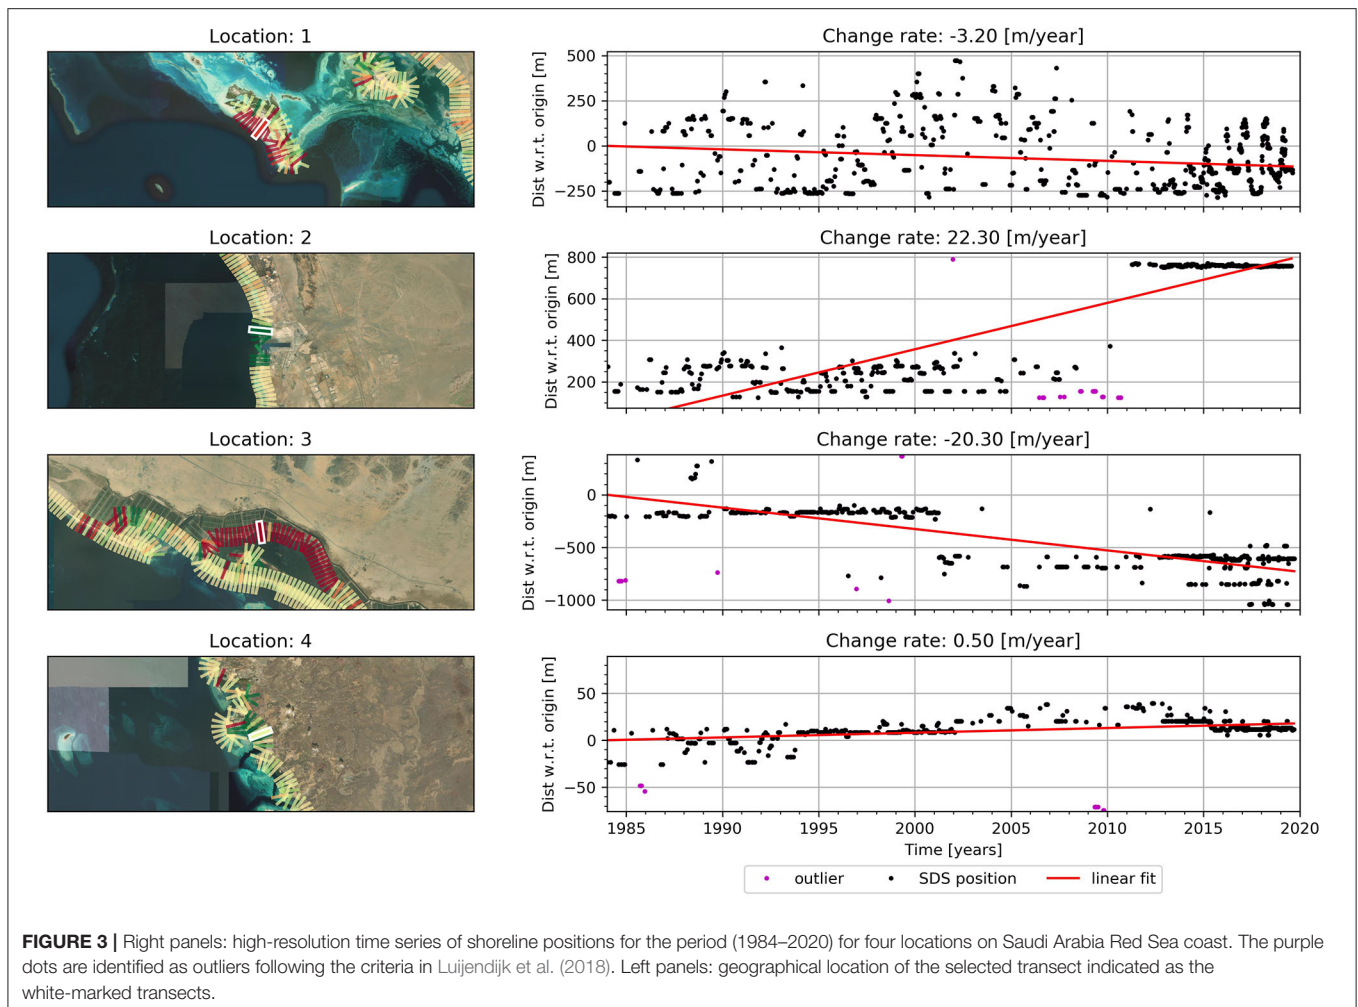 Location: 1
Change rate: -3.20 [m/year]
Dist w.r.t. origin [m]
500
250
0
−250
Location: 2
Change rate: 22.30 [m/year]
Dist w.r.t. origin [m]
800
600
400
200
Location: 3
Change rate: -20.30 [m/year]
Dist w.r.t. origin [m]
0
−500
−1000
Location: 4
Change rate: 0.50 [m/year]
Dist w.r.t. origin [m]
50
0
−50
1985 1990 1995 2000 2005 2010 2015 2020
Time [years]
outlier SDS position linear fit
FIGURE 3 | Right panels: high-resolution time series of shoreline positions for the period (1984–2020) for four locations on Saudi Arabia Red Sea coast. The purple
dots are identified as outliers following the criteria in Luijendijk et al. (2018). Left panels: geographical location of the selected transect indicated as the
white-marked transects.